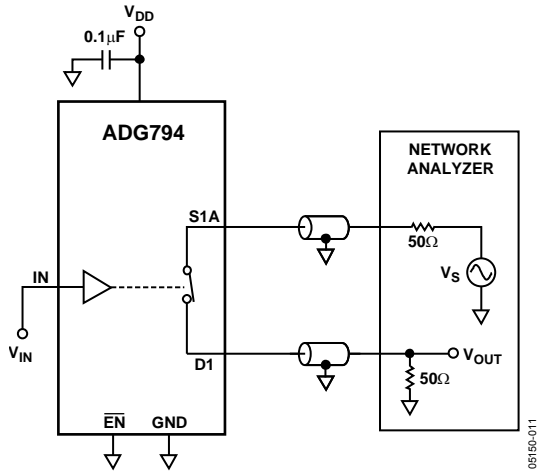 VDD
0.1μF
ADG794
NETWORK
ANALYZER
S1A
50Ω
VS
IN
VIN
D1
VOUT
50Ω
EN GND
05150-011